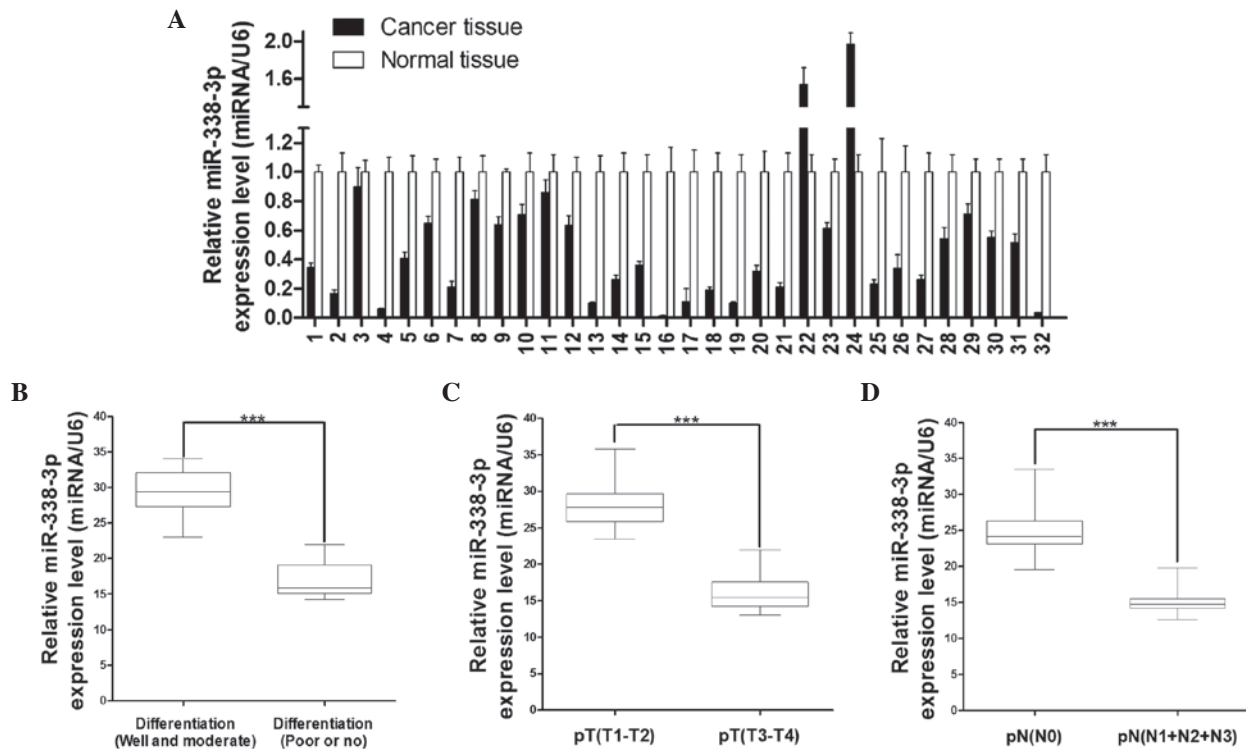 A
Cancer tissue
Normal tissue
Relative miR-338-3p
expression level (miRNA/U6)
2.0
1.6
1.2
1.0
0.8
0.6
0.4
0.2
0.0
1 2 3 4 5 6 7 8 9 10 11 12 13 14 15 16 17 18 19 20 21 22 23 24 25 26 27 28 29 30 31 32
B
Relative miR-338-3p
expression level (miRNA/U6)
40
35
30
25
20
15
10
5
0
***
Differentiation
(Well and moderate)
Differentiation
(Poor or no)
C
Relative miR-338-3p
expression level (miRNA/U6)
40
35
30
25
20
15
10
5
0
***
pT(T1-T2)
pT(T3-T4)
D
Relative miR-338-3p
expression level (miRNA/U6)
40
35
30
25
20
15
10
5
0
***
pN(N0)
pN(N1+N2+N3)